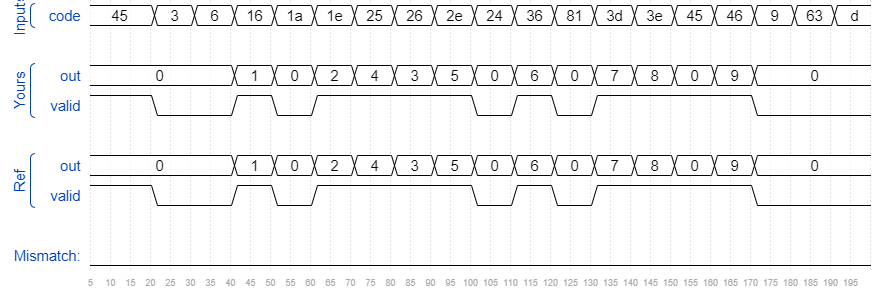 Inputs code 45 3 6 16 1a 1e 25 26 2e 24 36 81 3d 3e 45 46 9 63 d
Yours out 0 1 0 2 4 3 5 0 6 0 7 8 0 9 0
valid
Ref out 0 1 0 2 4 3 5 0 6 0 7 8 0 9 0
valid
Mismatch:
5 10 15 20 25 30 35 40 45 50 55 60 65 70 75 80 85 90 95 100 105 110 115 120 125 130 135 140 145 150 155 160 165 170 175 180 185 190 195